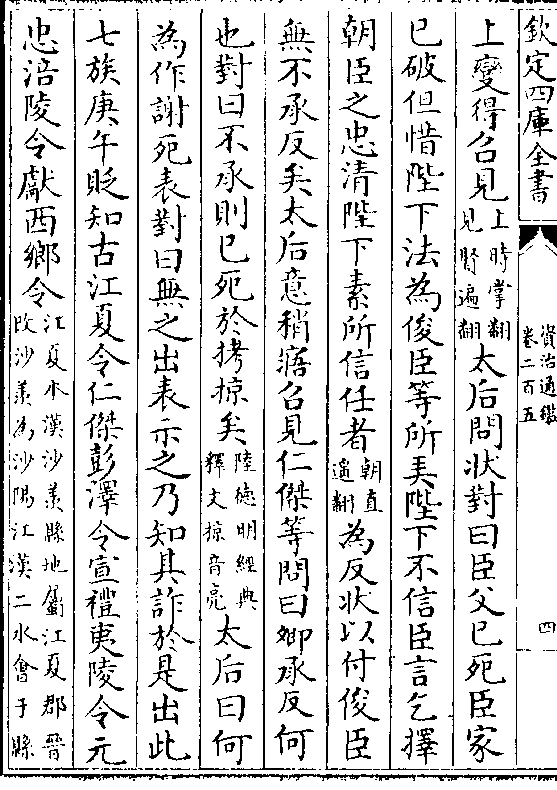 欽定四庫全書
資治通鑑
卷二百五
四
上變得召見上時掌翻見賢遍翻太后問狀對曰臣父已死臣家
已破但惜陛下法為俊臣等所弄陛下不信臣言乞擇
朝臣之忠清陛下素所信任者朝直遙翻為反狀以付俊臣
無不承反矣太后意稍寤召見仁傑等問曰卿承反何
也對曰不承則已死於拷掠矣陸德明經典釋文掠音亮太后曰何
為作謝死表對曰無之出表示之乃知其詐於是出此
七族庚午貶知古江夏令仁傑彭澤令宣禮夷陵令元
忠涪陵令獻西鄉令江夏本漢沙羨縣地屬江夏郡晉改沙羨為沙陽江漢二水會于縣